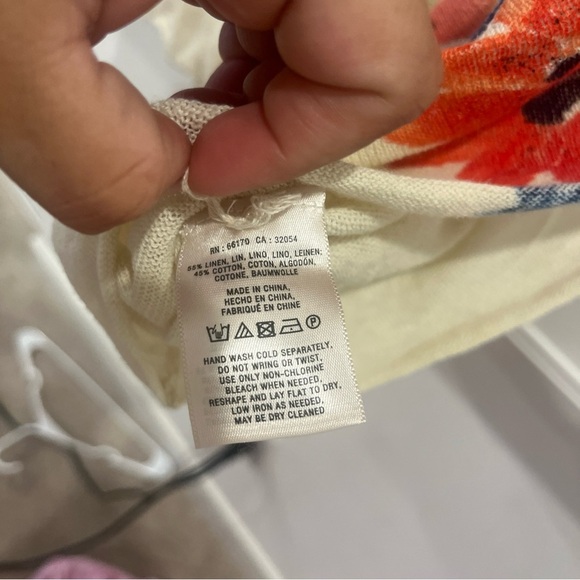 RN : 66170 CA : 32054
55% LINEN, LIN, LINO, LINO, LEINEN;
45% COTTON, COTON, ALGODÓN,
COTONE, BAUMWOLLE
MADE IN CHINA,
HECHO EN CHINA,
FABRIQUÉ EN CHINE
P
HAND WASH COLD SEPARATELY.
DO NOT WRING OR TWIST.
USE ONLY NON-CHLORINE
BLEACH WHEN NEEDED.
RESHAPE AND LAY FLAT TO DRY.
LOW IRON AS NEEDED.
MAY BE DRY CLEANED